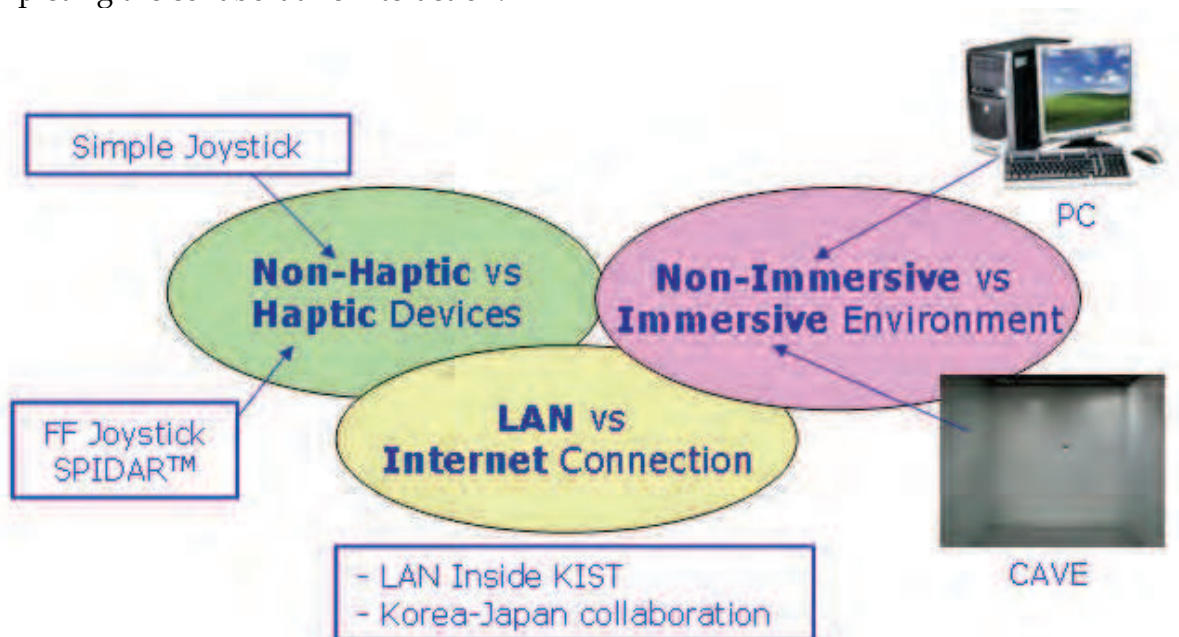 Simple Joystick
PC
Non-Haptic vs
Haptic Devices
Non-Immersive vs
Immersive Environment
FF Joystick
SPIDAR™
LAN vs
Internet Connection
CAVE
- LAN Inside KIST
- Korea-Japan collaboration